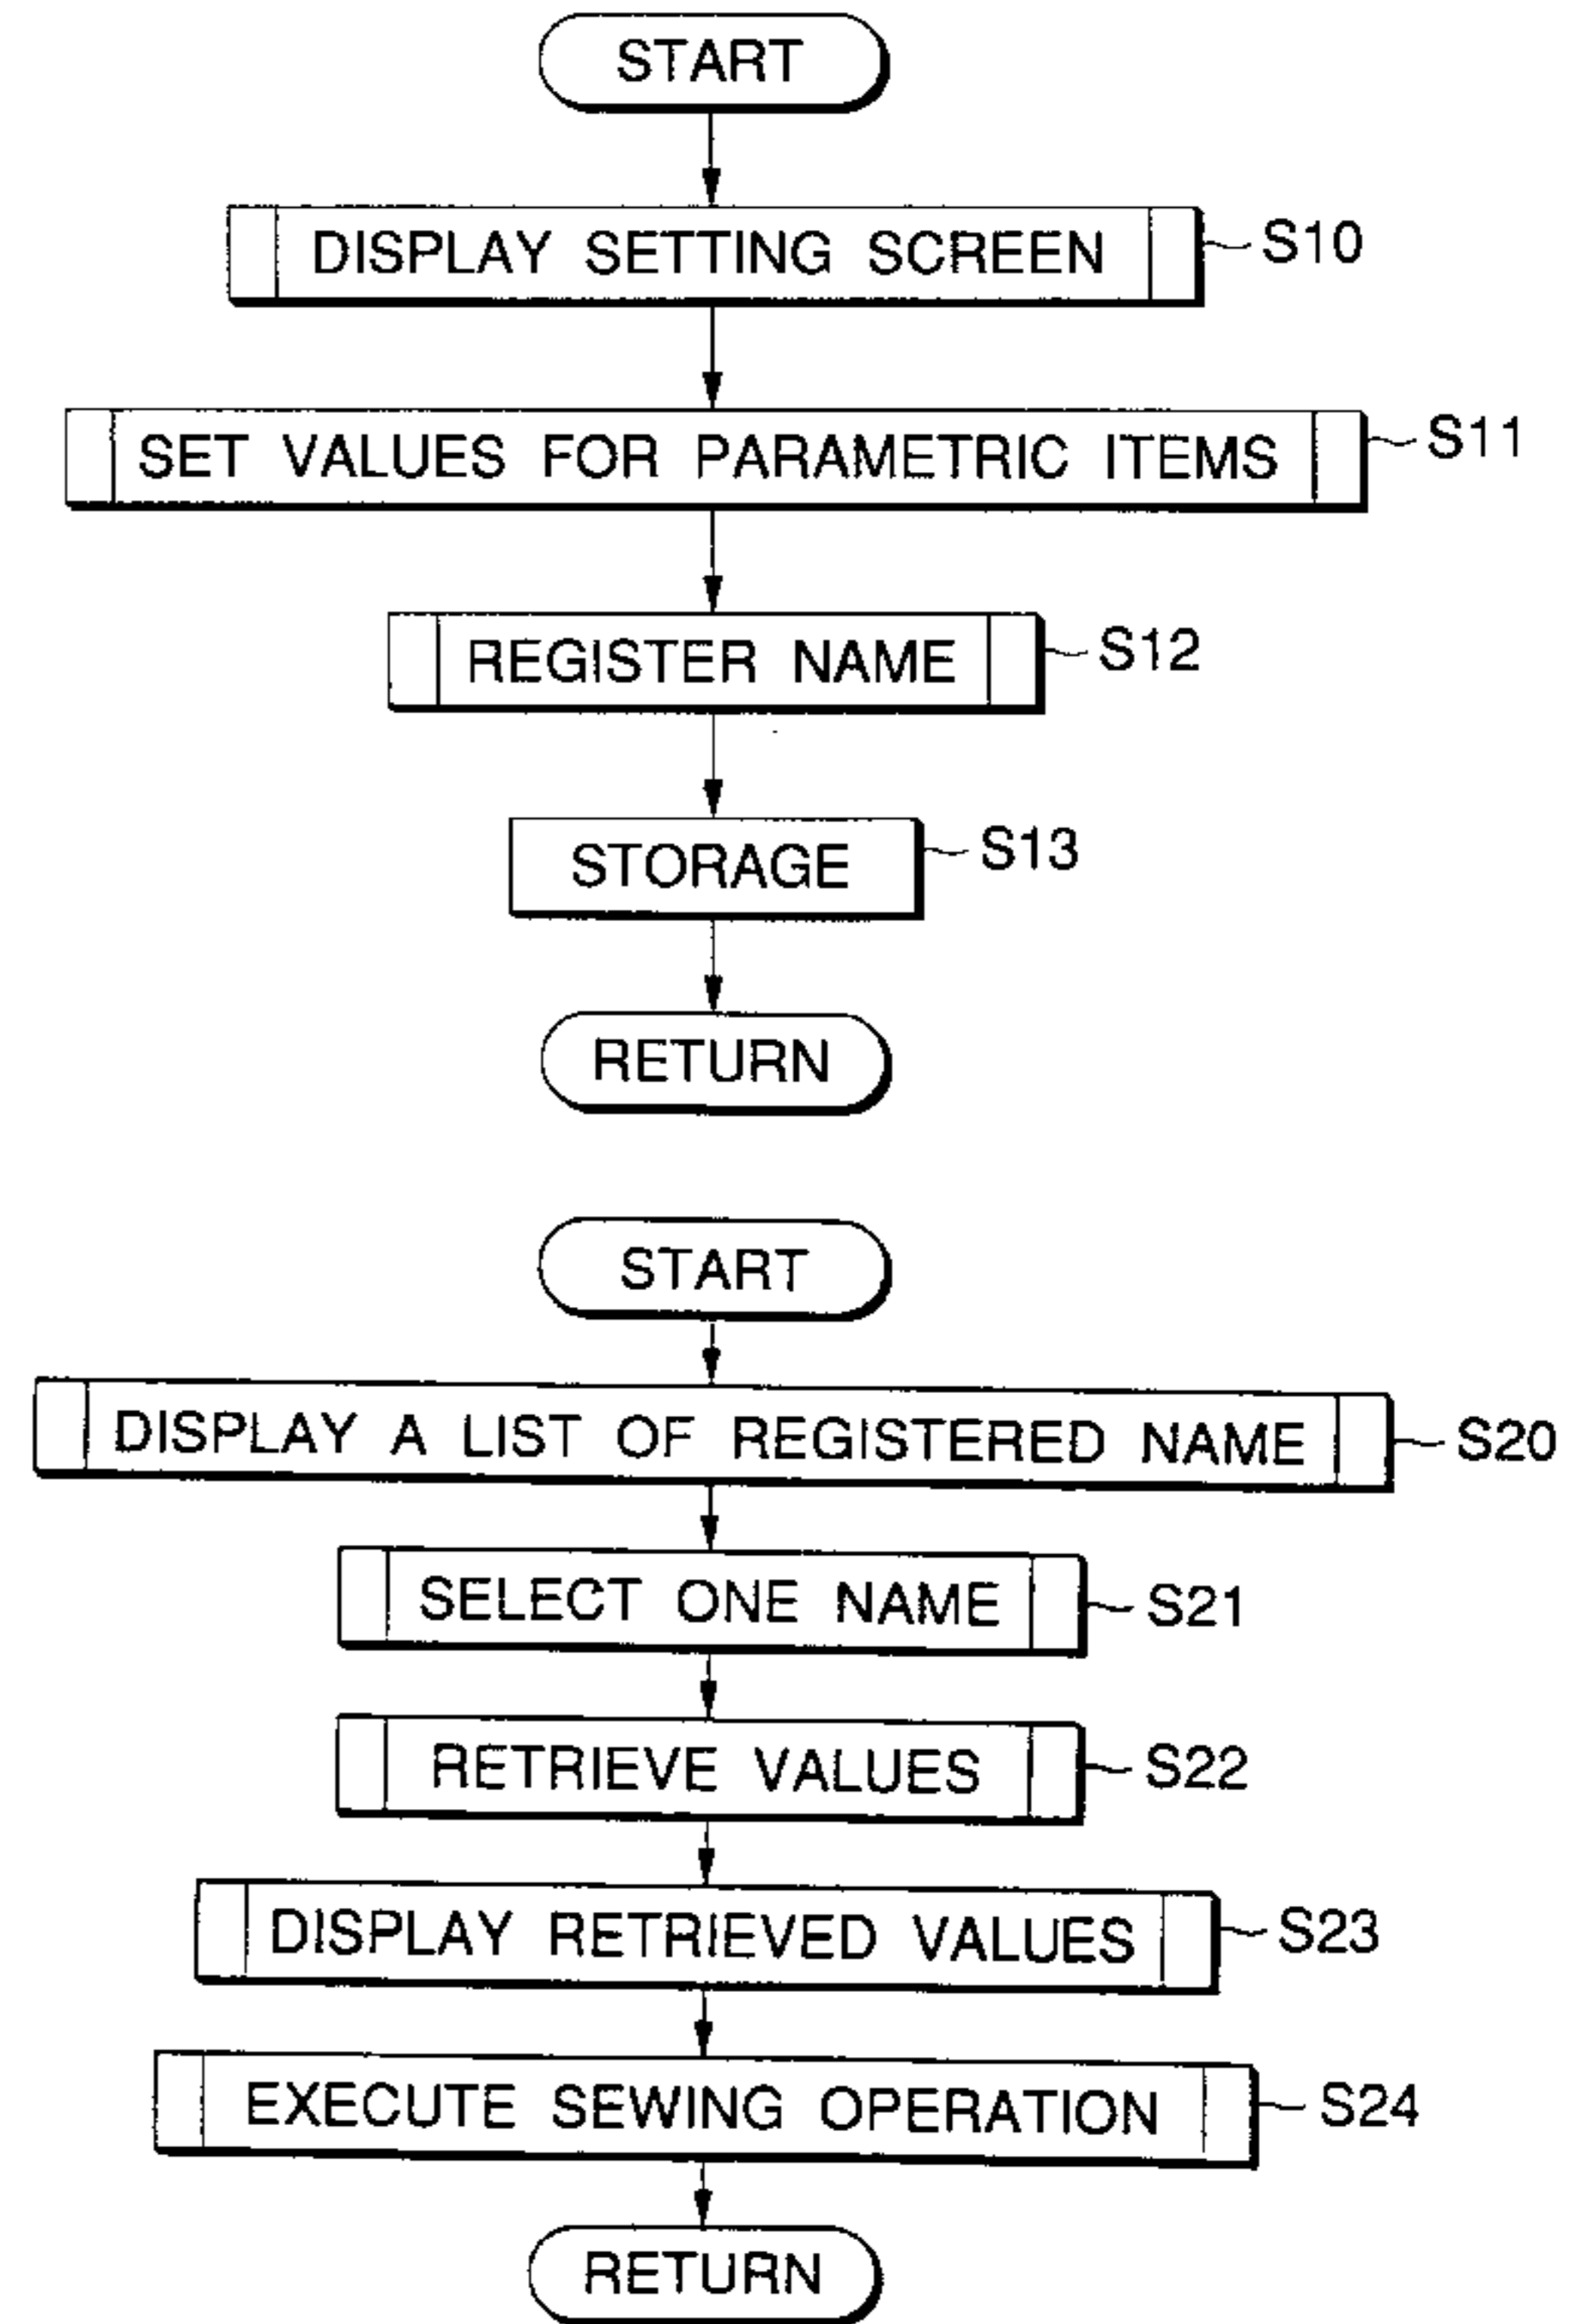 START
DISPLAY SETTING SCREEN S10
SET VALUES FOR PARAMETRIC ITEMS S11
REGISTER NAME S12
STORAGE S13
RETURN
START
DISPLAY A LIST OF REGISTERED NAME S20
SELECT ONE NAME S21
RETRIEVE VALUES S22
DISPLAY RETRIEVED VALUES S23
EXECUTE SEWING OPERATION S24
RETURN